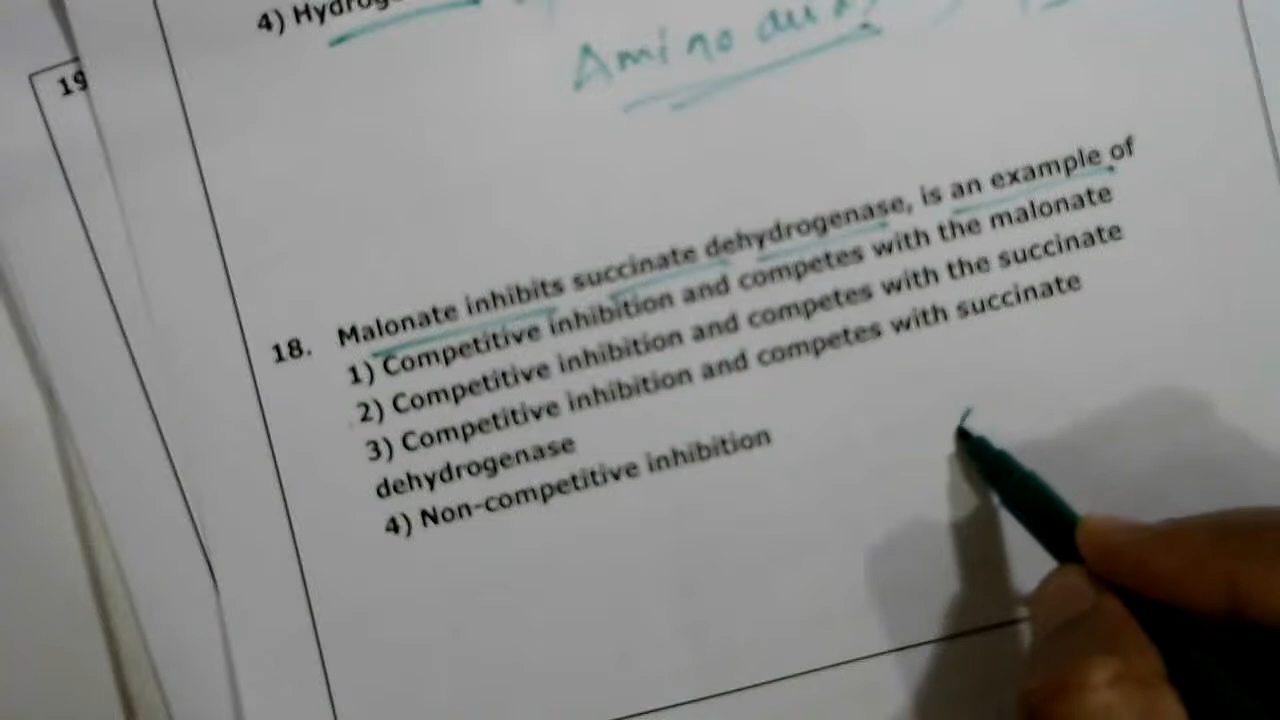 4) Hydrog
Amino
19
18. Malonate inhibits succinate dehydrogenase, is an example of
1) Competitive inhibition and competes with the malonate
2) Competitive inhibition and competes with the succinate
3) Competitive inhibition and competes with succinate
dehydrogenase
4) Non-competitive inhibition